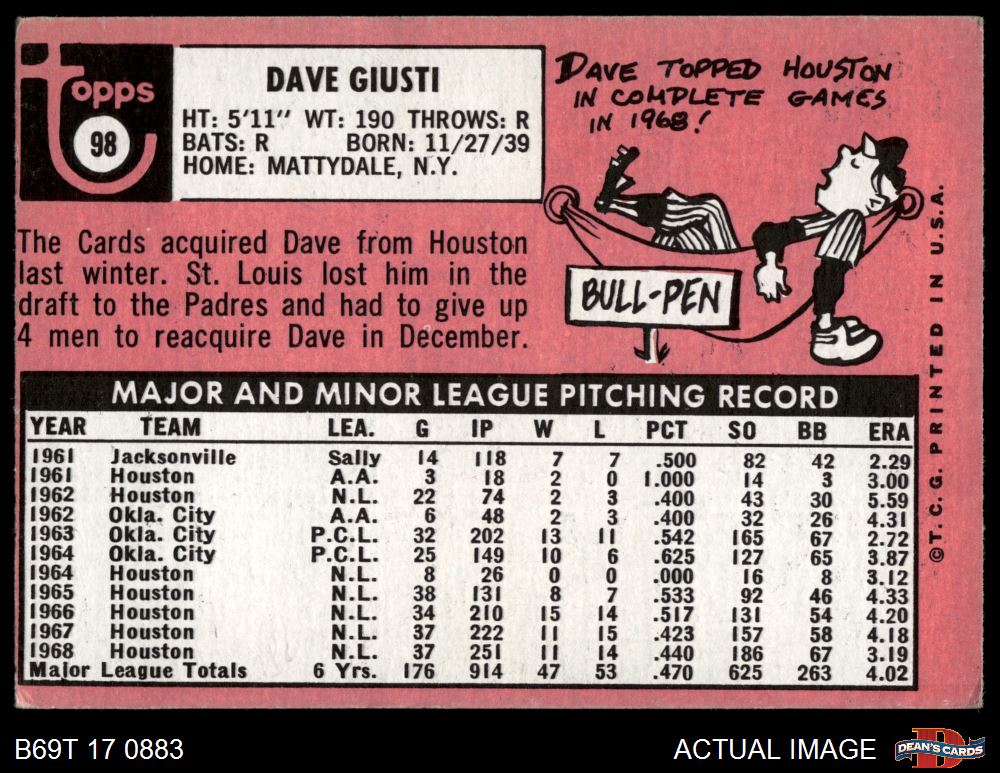 topps
98
DAVE GIUSTI
HT: 5'11" WT: 190 THROWS: R
BATS: R BORN: 11/27/39
HOME: MATTYDALE, N.Y.
DAVE TOPPED HOUSTON
IN COMPLETE GAMES
IN 1968!
BULL-PEN
The Cards acquired Dave from Houston
last winter. St. Louis lost him in the
draft to the Padres and had to give up
4 men to reacquire Dave in December.
©T.C.G. PRINTED IN U.S.A.
MAJOR AND MINOR LEAGUE PITCHING RECORD
YEAR TEAM LEA. G IP W L PCT SO BB ERA
1961 Jacksonville Sally 14 118 7 7 .500 82 42 2.29
1961 Houston A.A. 3 18 2 0 1.000 14 3 3.00
1962 Houston N.L. 22 74 2 3 .400 43 30 5.59
1962 Okla. City A.A. 6 48 2 3 .400 32 26 4.31
1963 Okla. City P.C.L. 32 202 13 11 .542 165 67 2.72
1964 Okla. City P.C.L. 25 149 10 6 .625 127 65 3.87
1964 Houston N.L. 8 26 0 0 .000 16 8 3.12
1965 Houston N.L. 38 131 8 7 .533 92 46 4.33
1966 Houston N.L. 34 210 15 14 .517 131 54 4.20
1967 Houston N.L. 37 222 11 15 .423 157 58 4.18
1968 Houston N.L. 37 251 11 14 .440 186 67 3.19
Major League Totals 6 Yrs. 176 914 47 53 .470 625 263 4.02
B69T 17 0883
ACTUAL IMAGE
D
DEAN'S CARDS